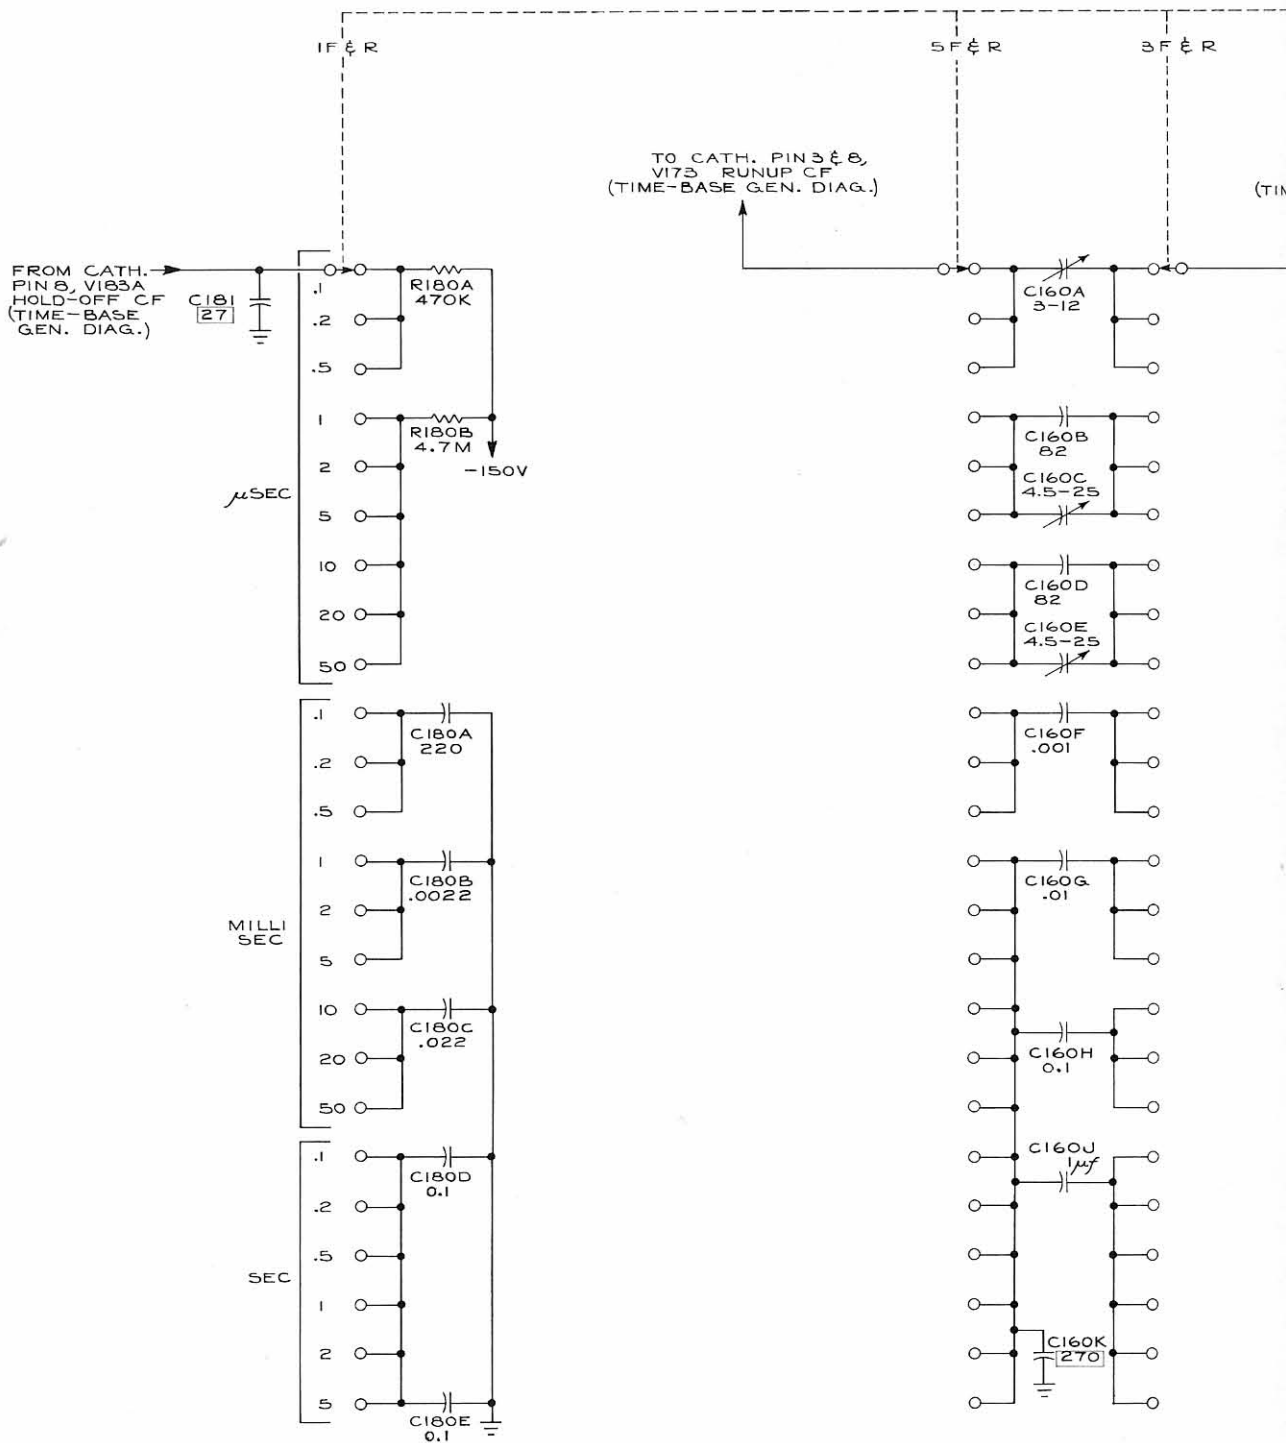 1F & R
5F & R
3F & R
TO CATH. PIN 3 & 8,
V173 RUNUP CF
(TIME-BASE GEN. DIAG.)
(TIM
FROM CATH.
PIN 8, V183A
HOLD-OFF CF
(TIME-BASE
GEN. DIAG.)
C181
27
.1
R180A
470K
C160A
3-12
.2
.5
1
R180B
4.7M
-150V
C160B
82
2
C160C
4.5-25
μSEC
5
10
C160D
82
20
C160E
4.5-25
50
.1
C180A
220
C160F
.001
.2
.5
1
C180B
.0022
C160G
.01
2
MILLI
SEC
5
10
C180C
.022
20
C160H
0.1
50
.1
C180D
0.1
C160J
1μf
.2
.5
SEC
1
2
C160K
270
5
C180E
0.1